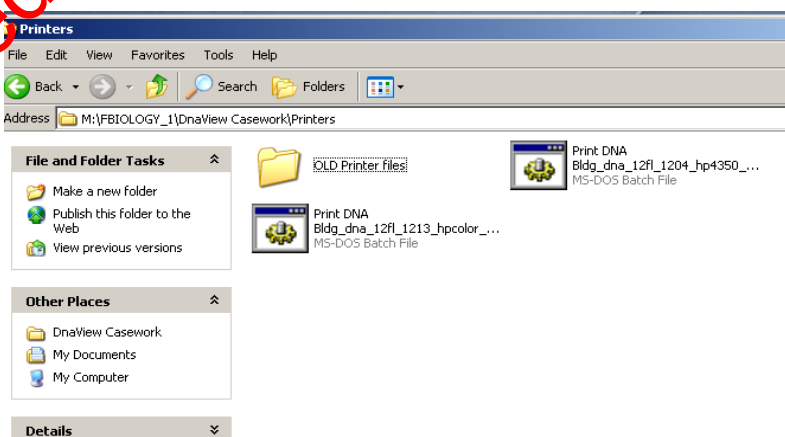 Printers
File Edit View Favorites Tools Help
Back Search Folders
Address M:\FBIOLOGY_1\DnaView Casework\Printers
File and Folder Tasks
Make a new folder
Publish this folder to the
Web
View previous versions
Other Places
DnaView Casework
My Documents
My Computer
Details
OLD Printer files
Print DNA
Bldg_dna_12fl_1204_hp4350_...
MS-DOS Batch File
Print DNA
Bldg_dna_12fl_1213_hpcolor_...
MS-DOS Batch File